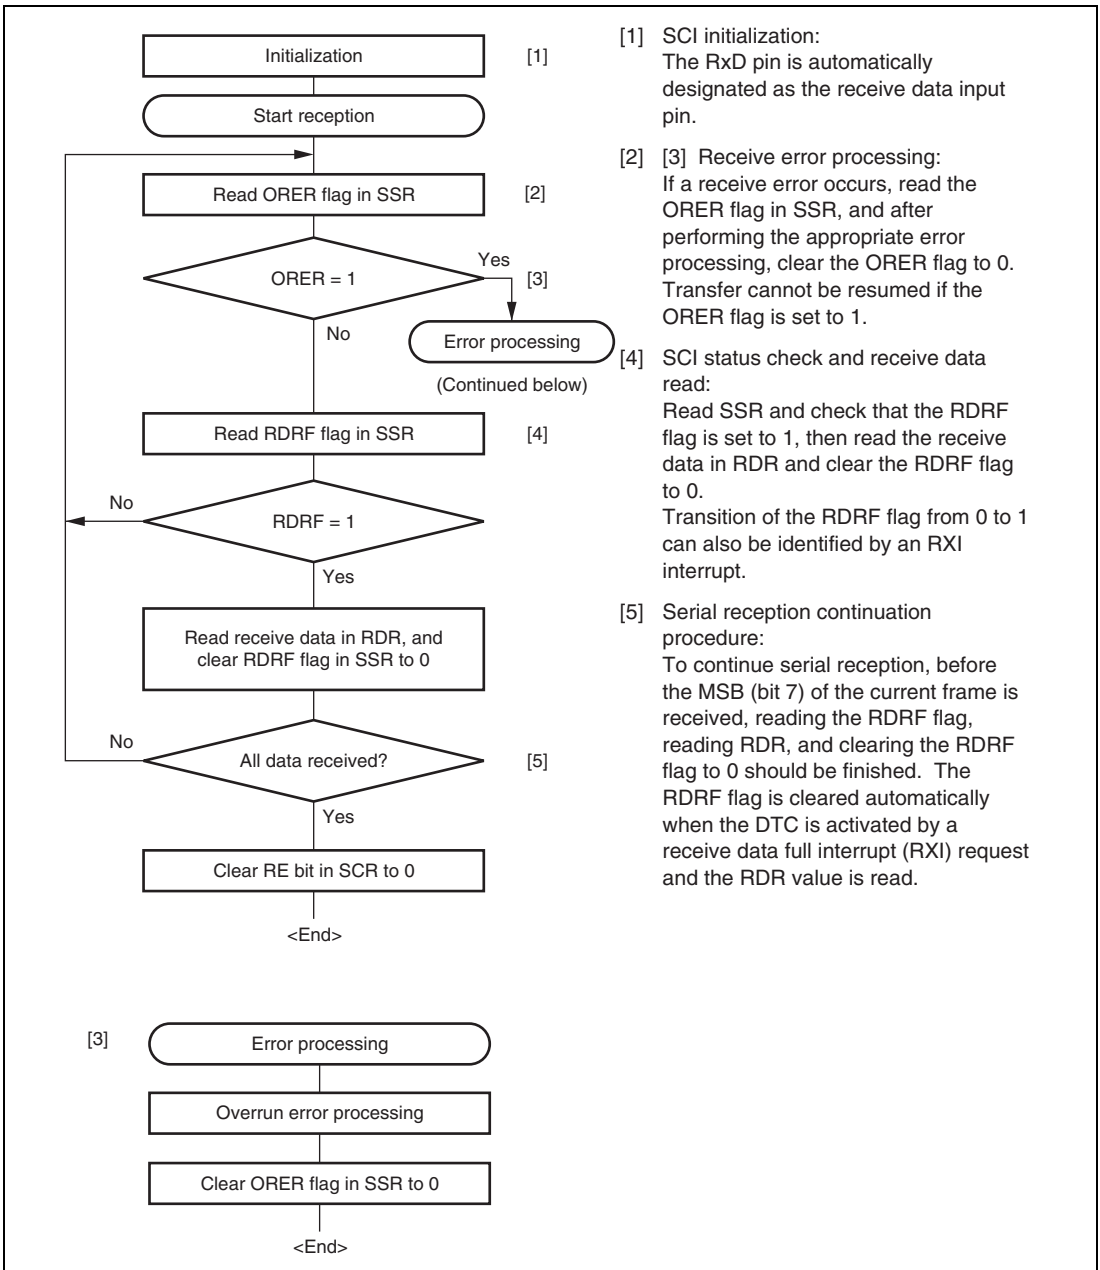 Initialization
[1]
Start reception
Read ORER flag in SSR
[2]
Yes
ORER = 1
[3]
No
Error processing
(Continued below)
Read RDRF flag in SSR
[4]
No
RDRF = 1
Yes
Read receive data in RDR, and
clear RDRF flag in SSR to 0
No
All data received?
[5]
Yes
Clear RE bit in SCR to 0
<End>
[3]
Error processing
Overrun error processing
Clear ORER flag in SSR to 0
<End>
[1] SCI initialization:
The RxD pin is automatically
designated as the receive data input
pin.
[2] [3] Receive error processing:
If a receive error occurs, read the
ORER flag in SSR, and after
performing the appropriate error
processing, clear the ORER flag to 0.
Transfer cannot be resumed if the
ORER flag is set to 1.
[4] SCI status check and receive data
read:
Read SSR and check that the RDRF
flag is set to 1, then read the receive
data in RDR and clear the RDRF flag
to 0.
Transition of the RDRF flag from 0 to 1
can also be identified by an RXI
interrupt.
[5] Serial reception continuation
procedure:
To continue serial reception, before
the MSB (bit 7) of the current frame is
received, reading the RDRF flag,
reading RDR, and clearing the RDRF
flag to 0 should be finished. The
RDRF flag is cleared automatically
when the DTC is activated by a
receive data full interrupt (RXI) request
and the RDR value is read.